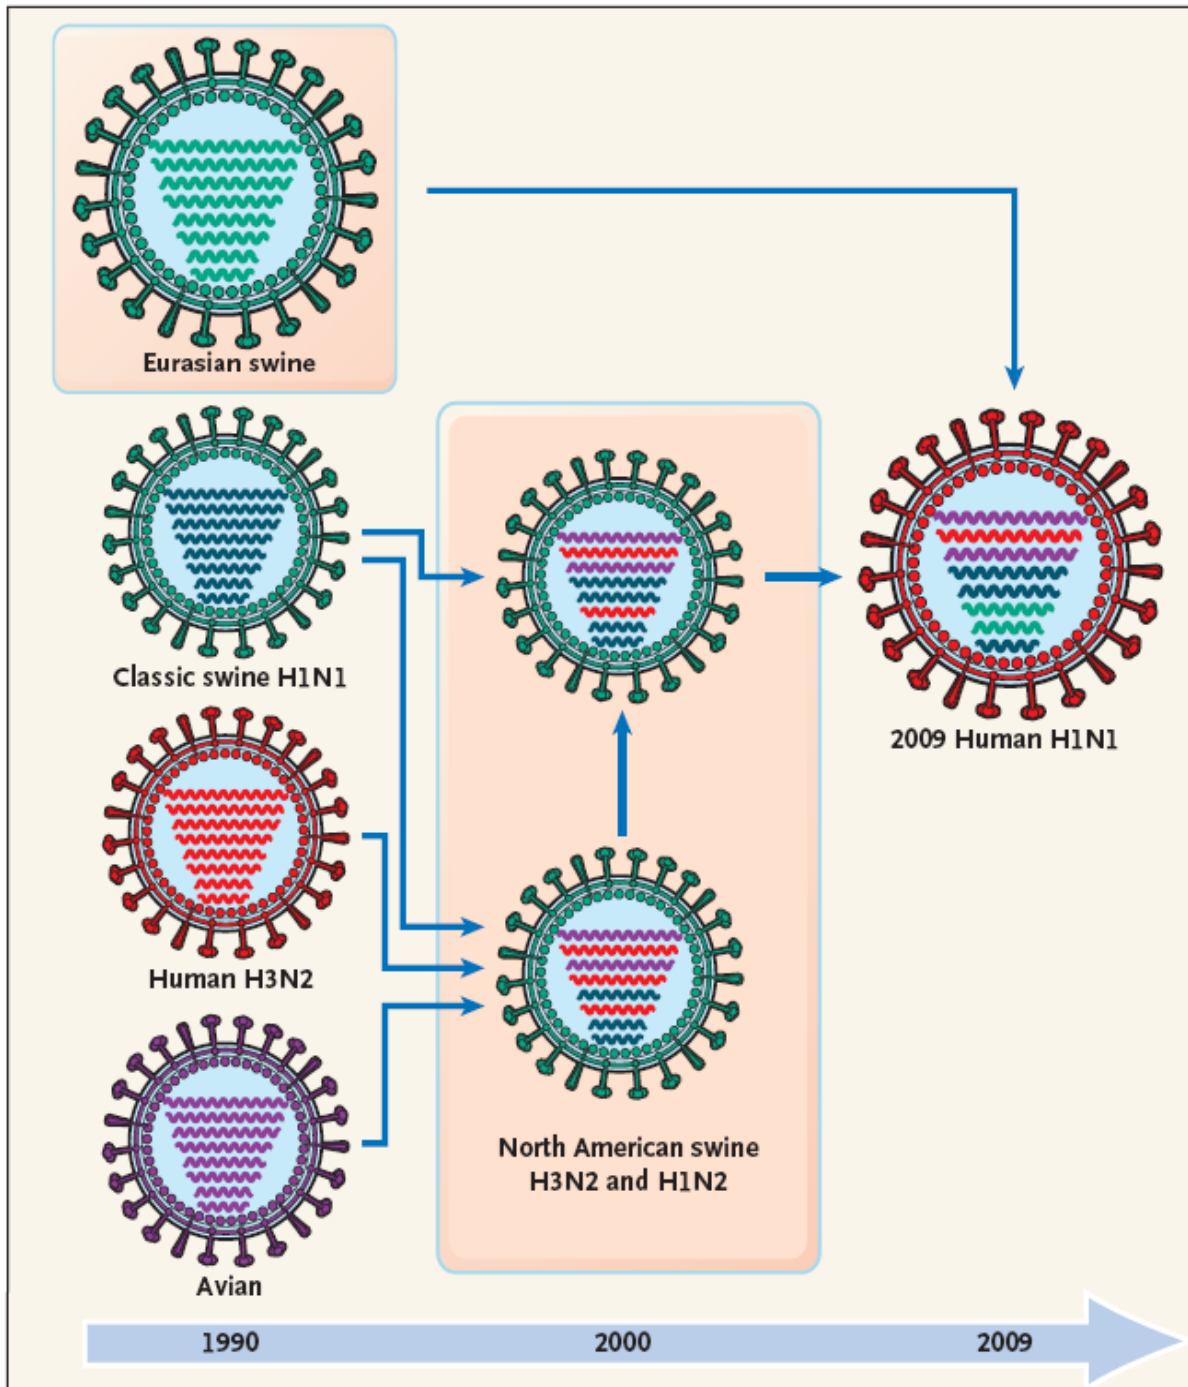 Eurasian swine
Classic swine H1N1
2009 Human H1N1
Human H3N2
North American swine
H3N2 and H1N2
Avian
1990
2000
2009